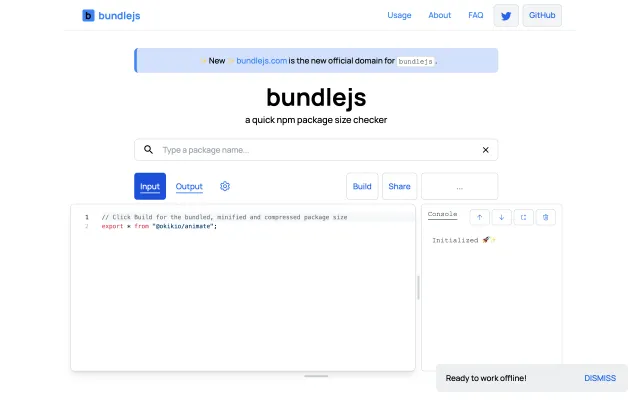 b bundlejs
Usage About FAQ GitHub
✨ New ✨ bundlejs.com is the new official domain for bundlejs.
bundlejs
a quick npm package size checker
Type a package name...
Input Output Build Share ...
1 // Click Build for the bundled, minified and compressed package size
2 export * from "@okikio/animate";
Console
Initialized 🚀✨
Ready to work offline! DISMISS